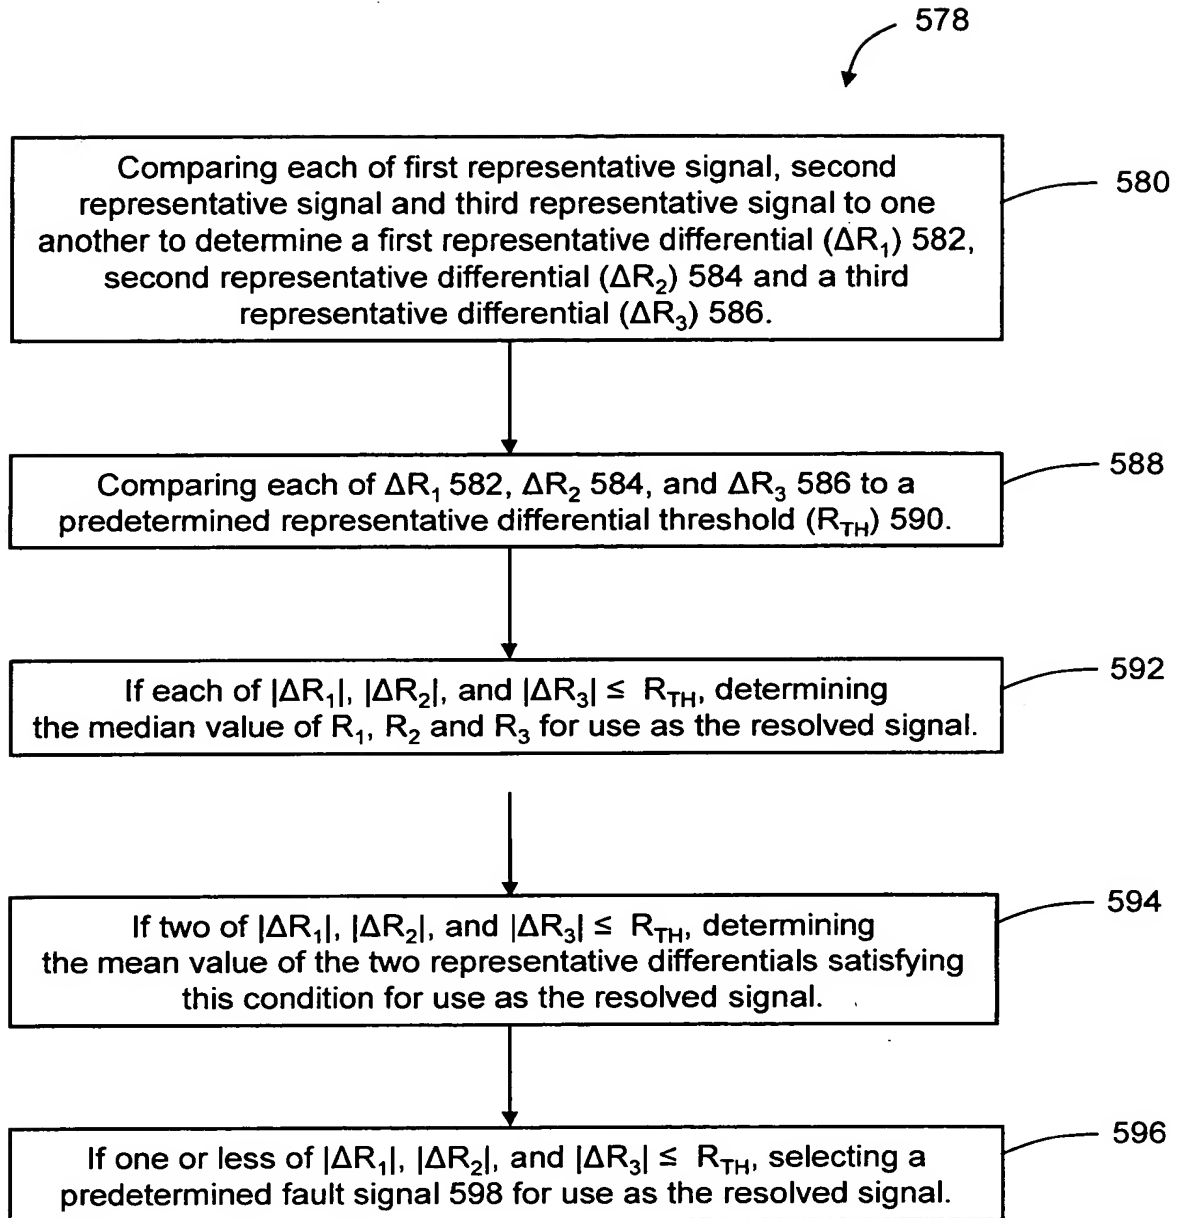 578
Comparing each of first representative signal, second
representative signal and third representative signal to one
another to determine a first representative differential (ΔR₁) 582,
second representative differential (ΔR₂) 584 and a third
representative differential (ΔR₃) 586.
580
Comparing each of ΔR₁ 582, ΔR₂ 584, and ΔR₃ 586 to a
predetermined representative differential threshold (R_TH) 590.
588
If each of |ΔR₁|, |ΔR₂|, and |ΔR₃| ≤ R_TH, determining
the median value of R₁, R₂ and R₃ for use as the resolved signal.
592
If two of |ΔR₁|, |ΔR₂|, and |ΔR₃| ≤ R_TH, determining
the mean value of the two representative differentials satisfying
this condition for use as the resolved signal.
594
If one or less of |ΔR₁|, |ΔR₂|, and |ΔR₃| ≤ R_TH, selecting a
predetermined fault signal 598 for use as the resolved signal.
596